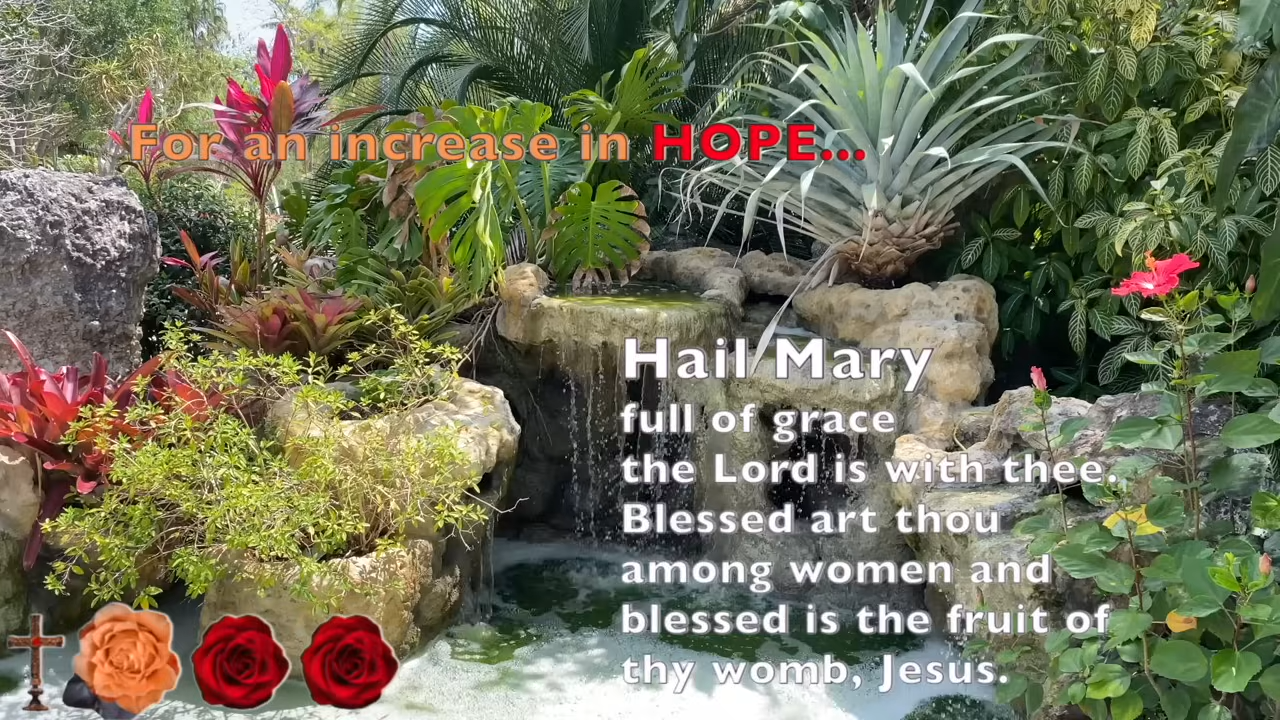 For an increase in HOPE...
Hail Mary
full of grace
the Lord is with thee.
Blessed art thou
among women and
blessed is the fruit of
thy womb, Jesus.